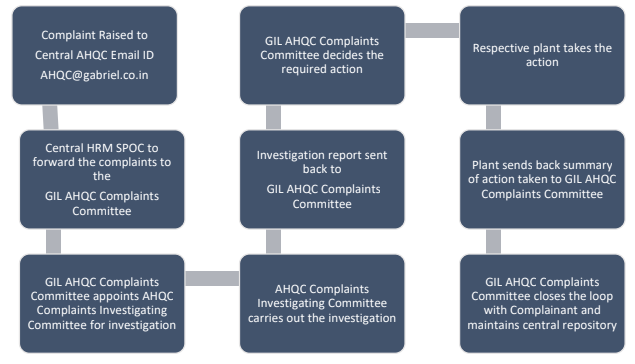 Complaint Raised to
Central AHQC Email ID
AHQC@gabriel.co.in
Central HRM SPOC to
forward the complaints to
the
GIL AHQC Complaints
Committee
GIL AHQC Complaints
Committee appoints AHQC
Complaints Investigating
Committee for investigation
AHQC Complaints
Investigating Committee
carries out the investigation
Investigation report sent
back to
GIL AHQC Complaints
Committee
GIL AHQC Complaints
Committee decides the
required action
Respective plant takes the
action
Plant sends back summary
of action taken to GIL AHQC
Complaints Committee
GIL AHQC Complaints
Committee closes the loop
with Complainant and
maintains central repository